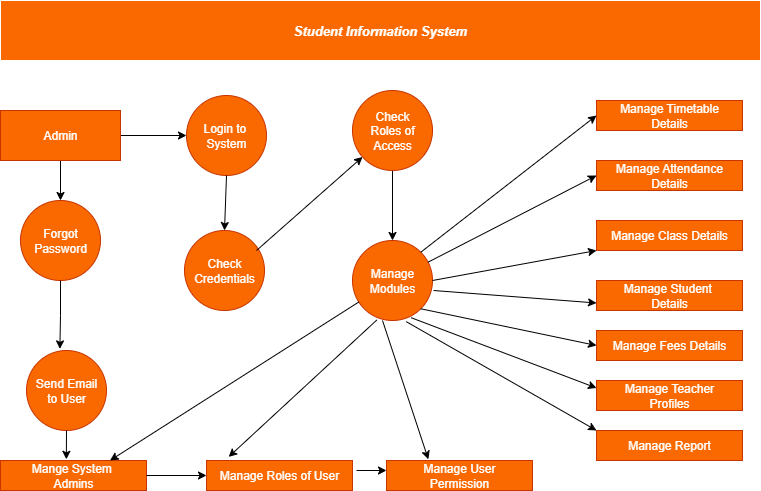 Student Information System
Admin
Login to
System
Check
Roles of
Access
Manage Timetable
Details
Manage Attendance
Details
Forgot
Password
Check
Credentials
Manage
Modules
Manage Class Details
Manage Student
Details
Manage Fees Details
Send Email
to User
Manage Teacher
Profiles
Manage Report
Mange System
Admins
Manage Roles of User
Manage User
Permission